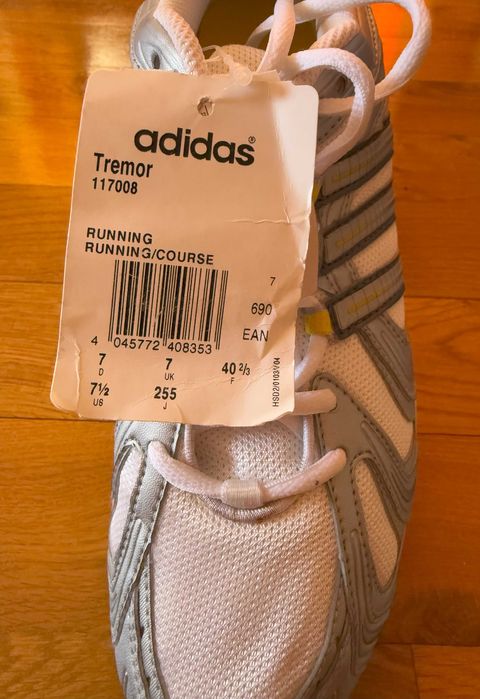 adidas®
Tremor
117008
RUNNING
RUNNING/COURSE
7
690
EAN
4 045772 408353
7 7 40 2/3
D UK F
7½ 255
US J
HSD2/0103V/04